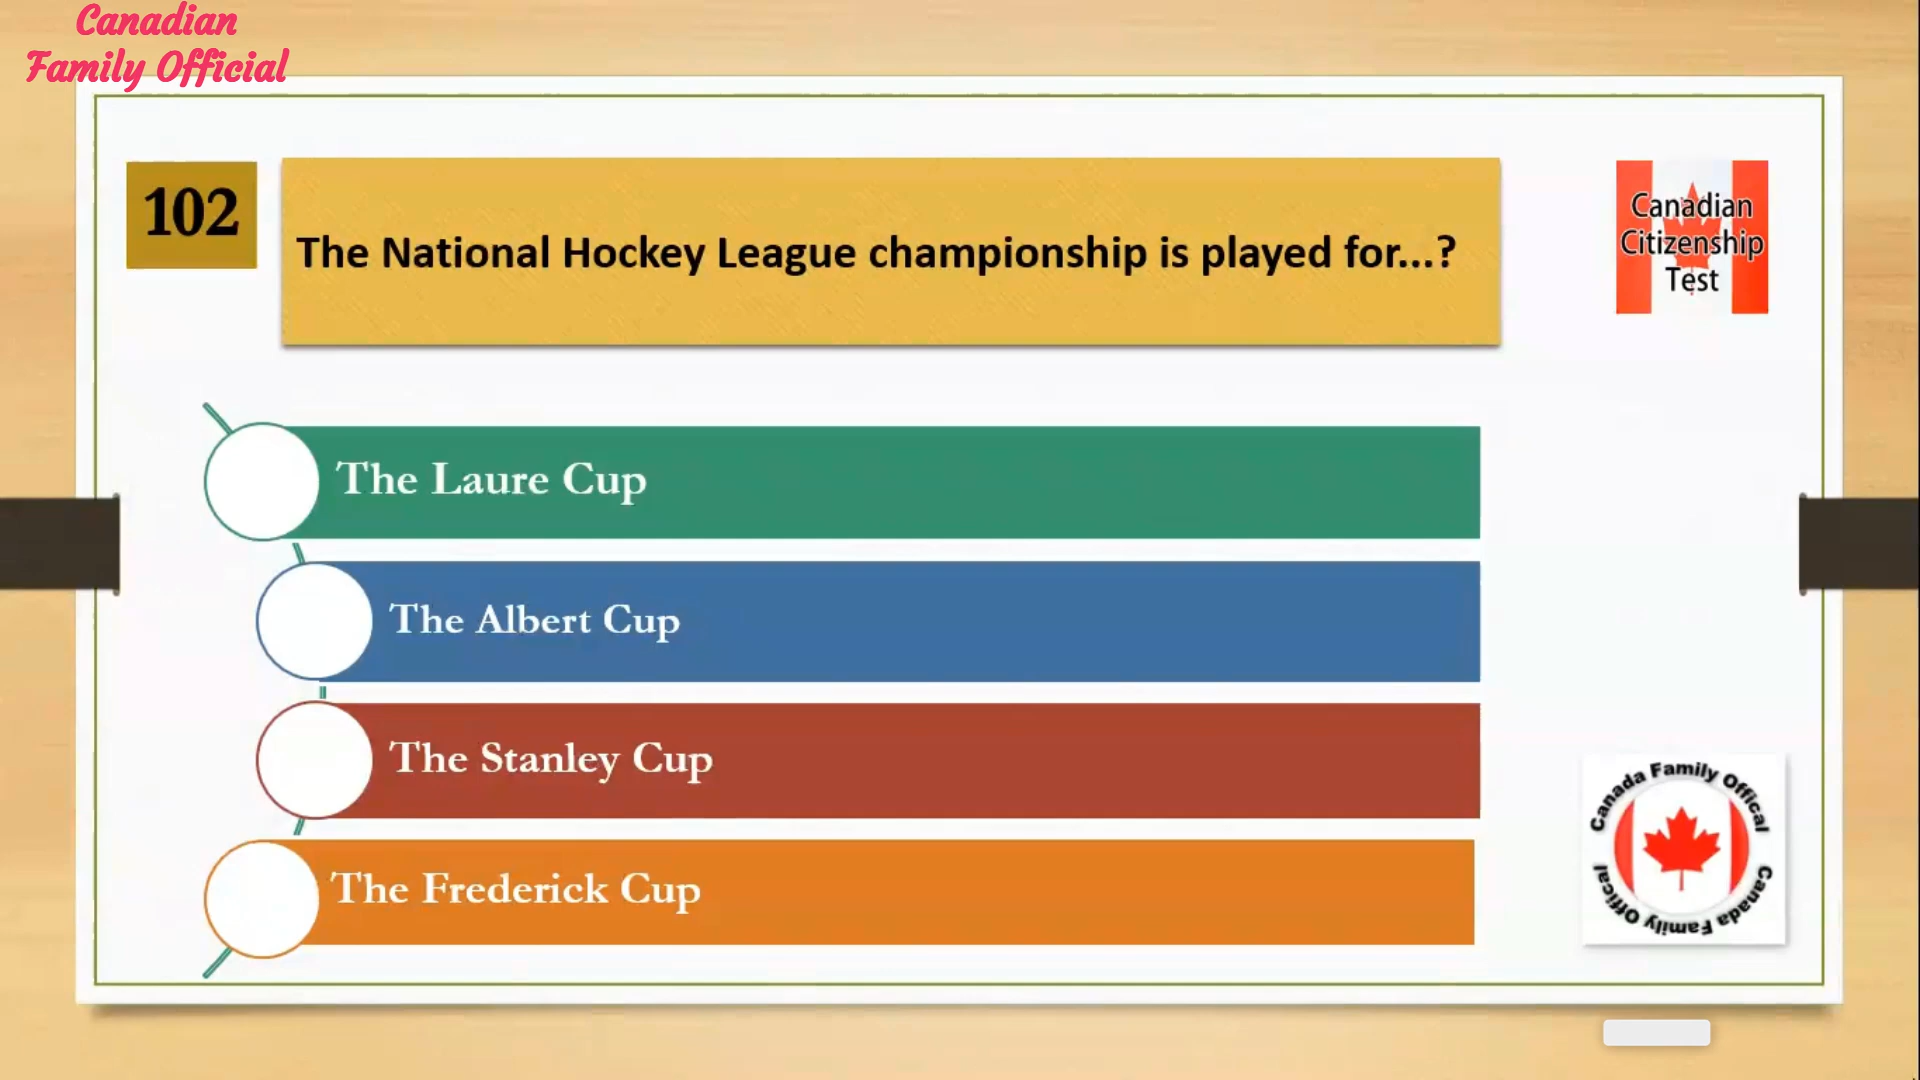 Canadian
Family Official
102
The National Hockey League championship is played for...?
Canadian
Citizenship
Test
The Laure Cup
The Albert Cup
The Stanley Cup
The Frederick Cup
Canada Family Offical
Canada Family Offical